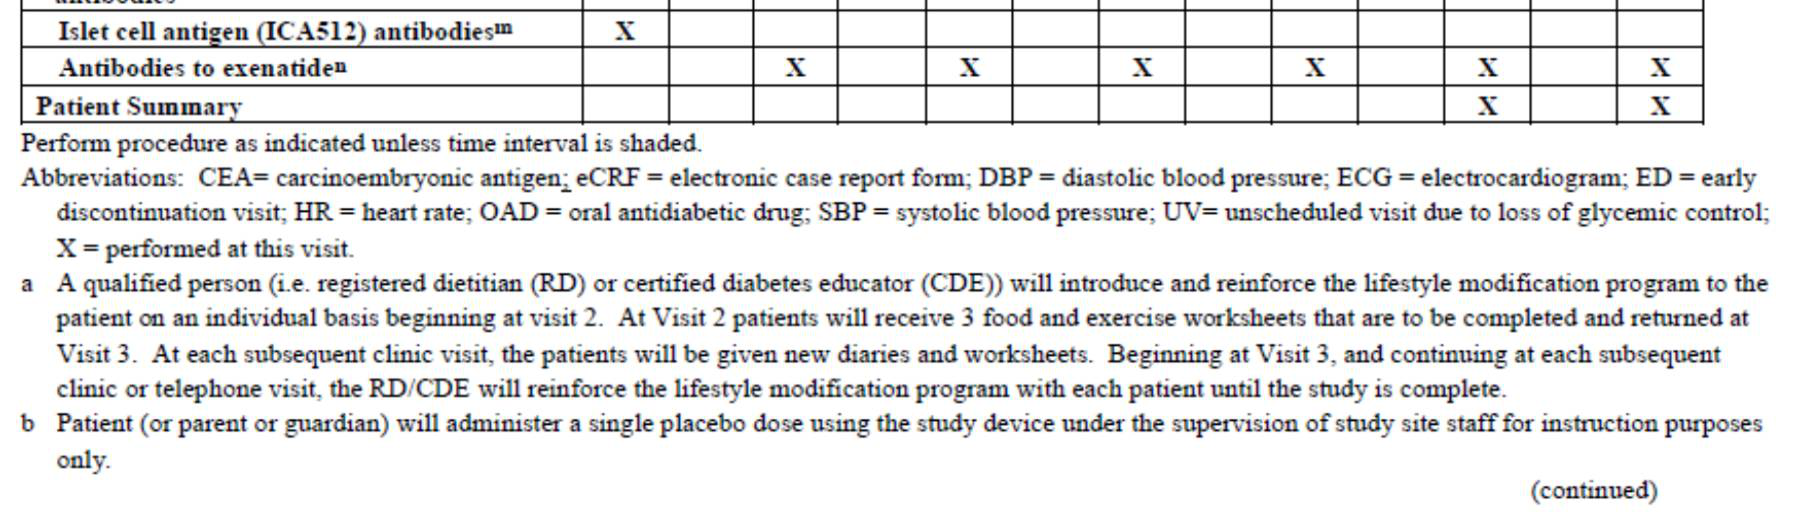 antibodies
Islet cell antigen (ICA512) antibodiesm X
Antibodies to exenatiden X X X X X X
Patient Summary X X
Perform procedure as indicated unless time interval is shaded.
Abbreviations: CEA= carcinoembryonic antigen; eCRF = electronic case report form; DBP = diastolic blood pressure; ECG = electrocardiogram; ED = early
discontinuation visit; HR = heart rate; OAD = oral antidiabetic drug; SBP = systolic blood pressure; UV= unscheduled visit due to loss of glycemic control;
X = performed at this visit.
a A qualified person (i.e. registered dietitian (RD) or certified diabetes educator (CDE)) will introduce and reinforce the lifestyle modification program to the
patient on an individual basis beginning at visit 2. At Visit 2 patients will receive 3 food and exercise worksheets that are to be completed and returned at
Visit 3. At each subsequent clinic visit, the patients will be given new diaries and worksheets. Beginning at Visit 3, and continuing at each subsequent
clinic or telephone visit, the RD/CDE will reinforce the lifestyle modification program with each patient until the study is complete.
b Patient (or parent or guardian) will administer a single placebo dose using the study device under the supervision of study site staff for instruction purposes
only.
(continued)